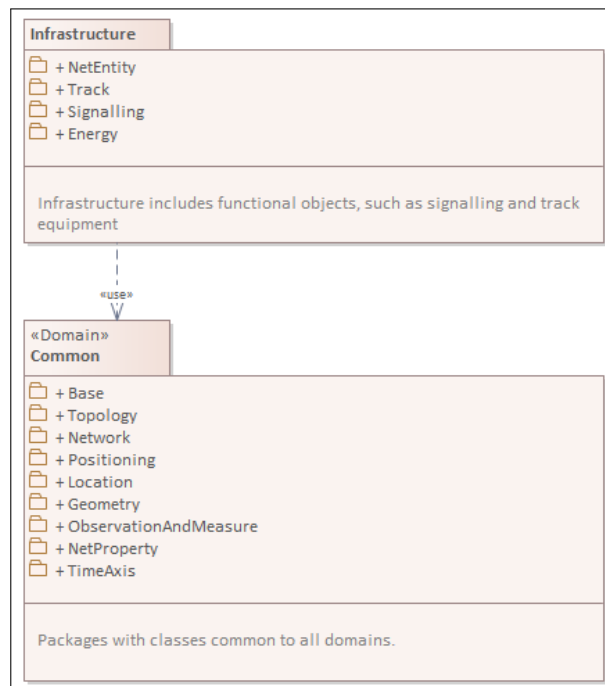 Infrastructure
+ NetEntity
+ Track
+ Signalling
+ Energy
Infrastructure includes functional objects, such as signalling and track
equipment
«use»
«Domain»
Common
+ Base
+ Topology
+ Network
+ Positioning
+ Location
+ Geometry
+ ObservationAndMeasure
+ NetProperty
+ TimeAxis
Packages with classes common to all domains.